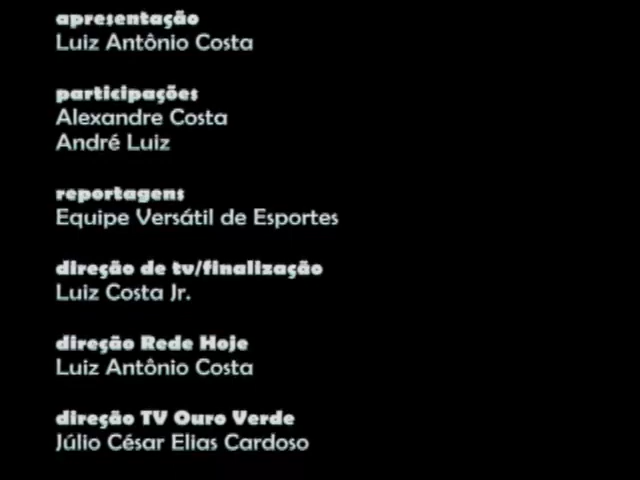 apresentação
Luiz Antônio Costa
participações
Alexandre Costa
André Luiz
reportagens
Equipe Versátil de Esportes
direção de tv/finalização
Luiz Costa Jr.
direção Rede Hoje
Luiz Antônio Costa
direção TV Ouro Verde
Júlio César Elias Cardoso